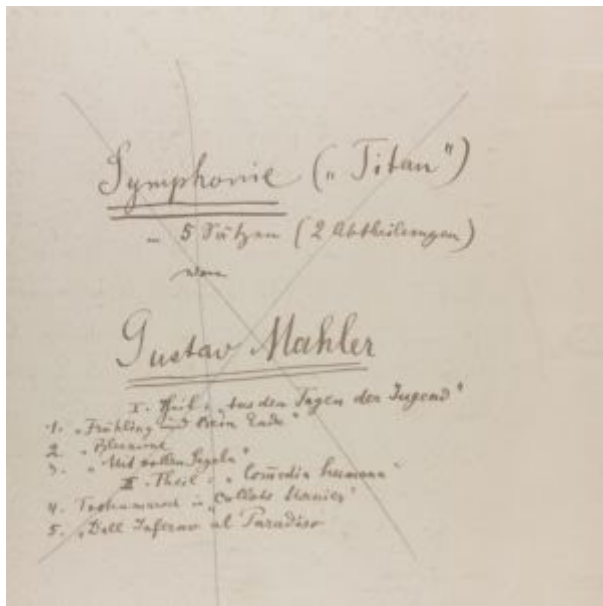 Symphonie („Titan")
in 5 Sätzen (2 Abtheilungen)
von
Gustav Mahler
I. Theil: „Aus den Tagen der Jugend"
1. „Frühling und kein Ende"
2. „Blumine"
3. „Mit vollen Segeln"
II. Theil: „Comedia humana"
4. Todtenmarsch in „Callots Manier"
5. „Dall Inferno al Paradiso